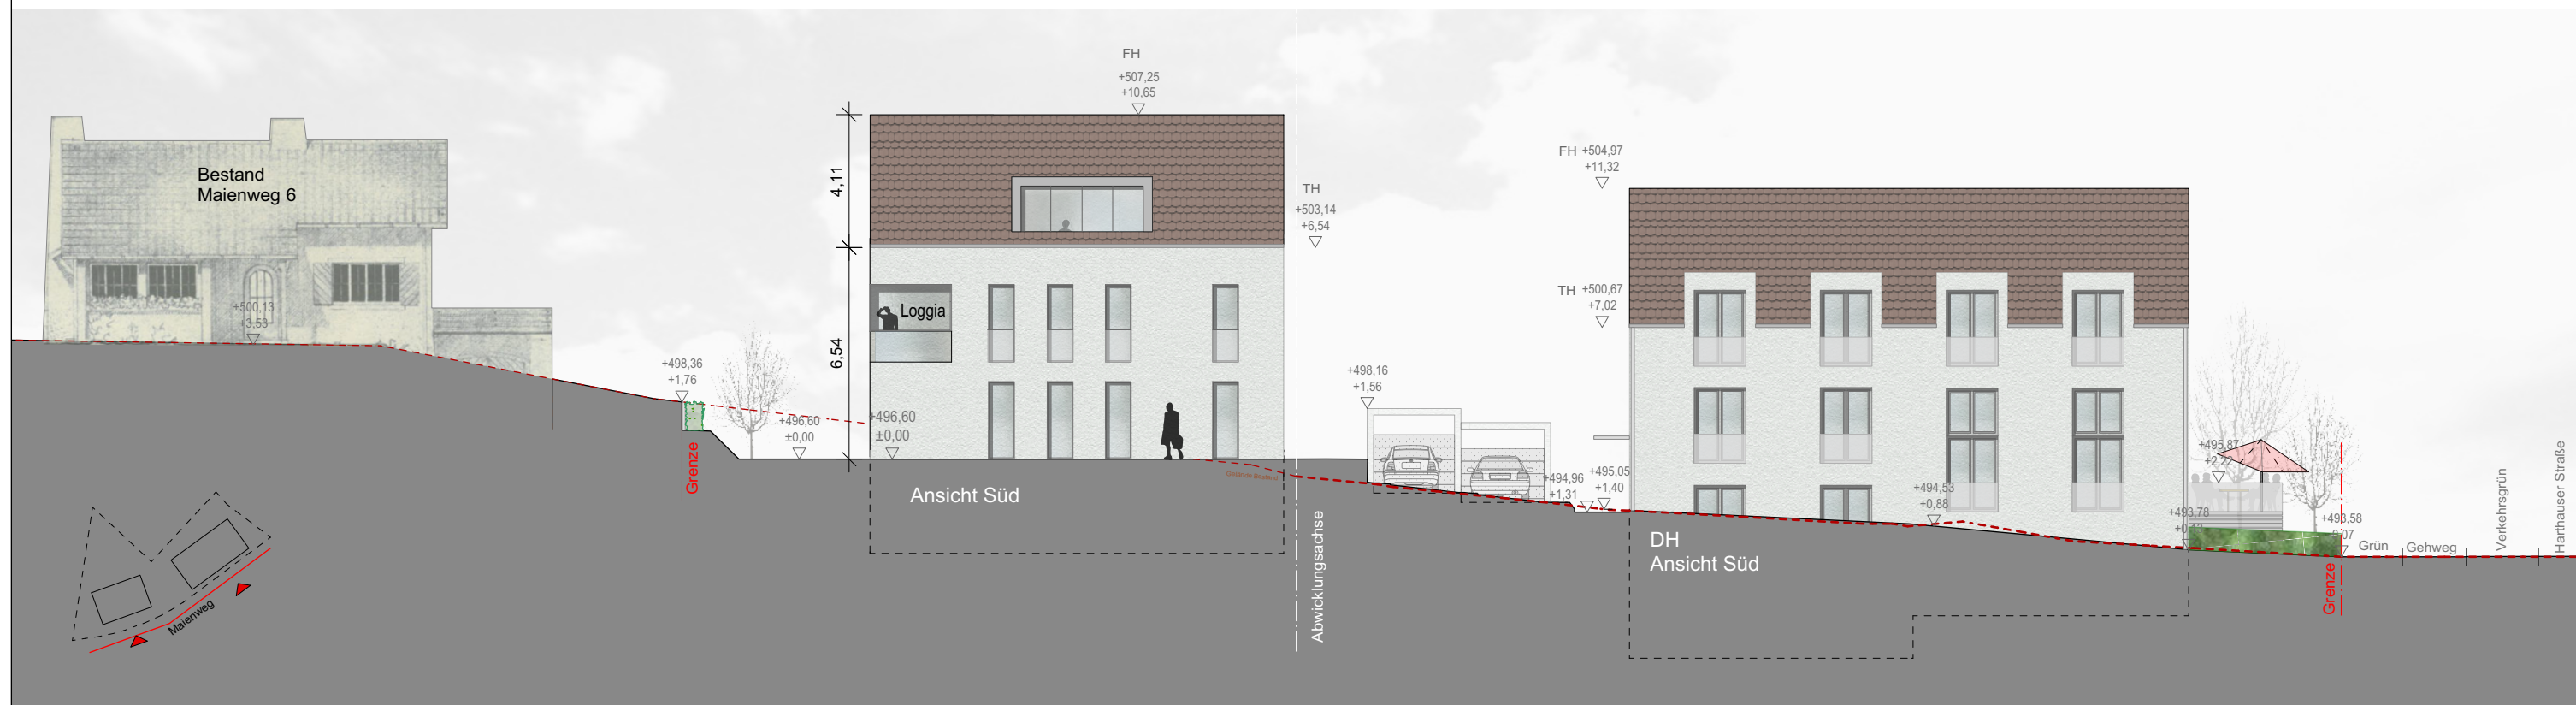 Bestand
Maienweg 6
+500,13
+3,53
+498,36
+1,76
Grenze
+496,60
±0,00
4,11
6,54
FH
+507,25
+10,65
Loggia
+496,60
±0,00
Ansicht Süd
TH
+503,14
+6,54
Gelände Bestand
Abwicklungsachse
+498,16
+1,56
FH +504,97
+11,32
TH +500,67
+7,02
+494,96
+1,31
+495,05
+1,40
DH
Ansicht Süd
+494,53
+0,88
+495,87
+2,22
+493,78
+493,58
Grenze
Grün
Gehweg
Verkehrsgrün
Harthauser Straße
Maienweg